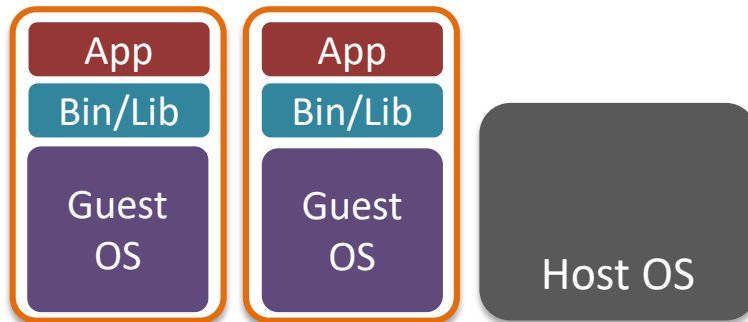 App
Bin/Lib
Guest
OS
App
Bin/Lib
Guest
OS
Host OS